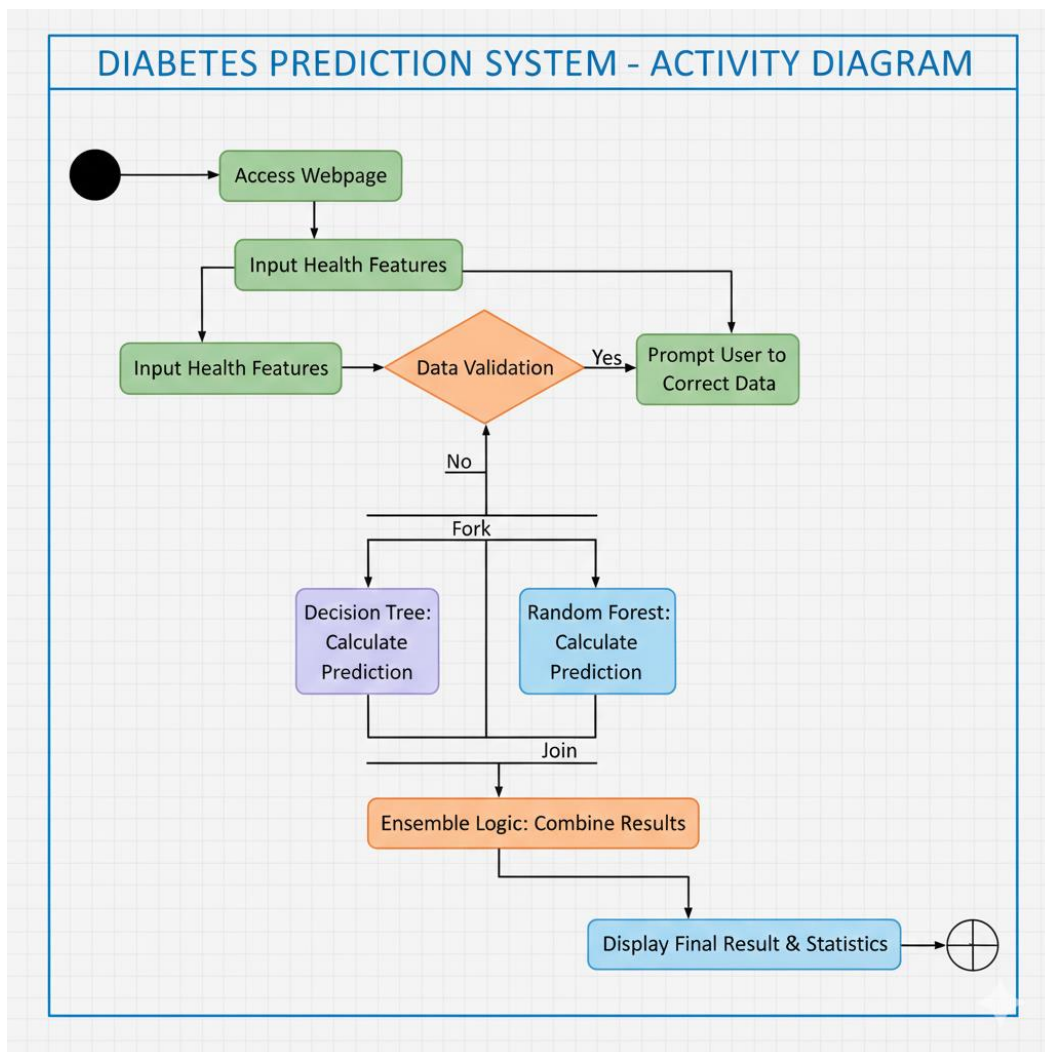 DIABETES PREDICTION SYSTEM - ACTIVITY DIAGRAM
Access Webpage
Input Health Features
Input Health Features
Data Validation
Yes
Prompt User to
Correct Data
No
Fork
Decision Tree:
Calculate
Prediction
Random Forest:
Calculate
Prediction
Join
Ensemble Logic: Combine Results
Display Final Result & Statistics